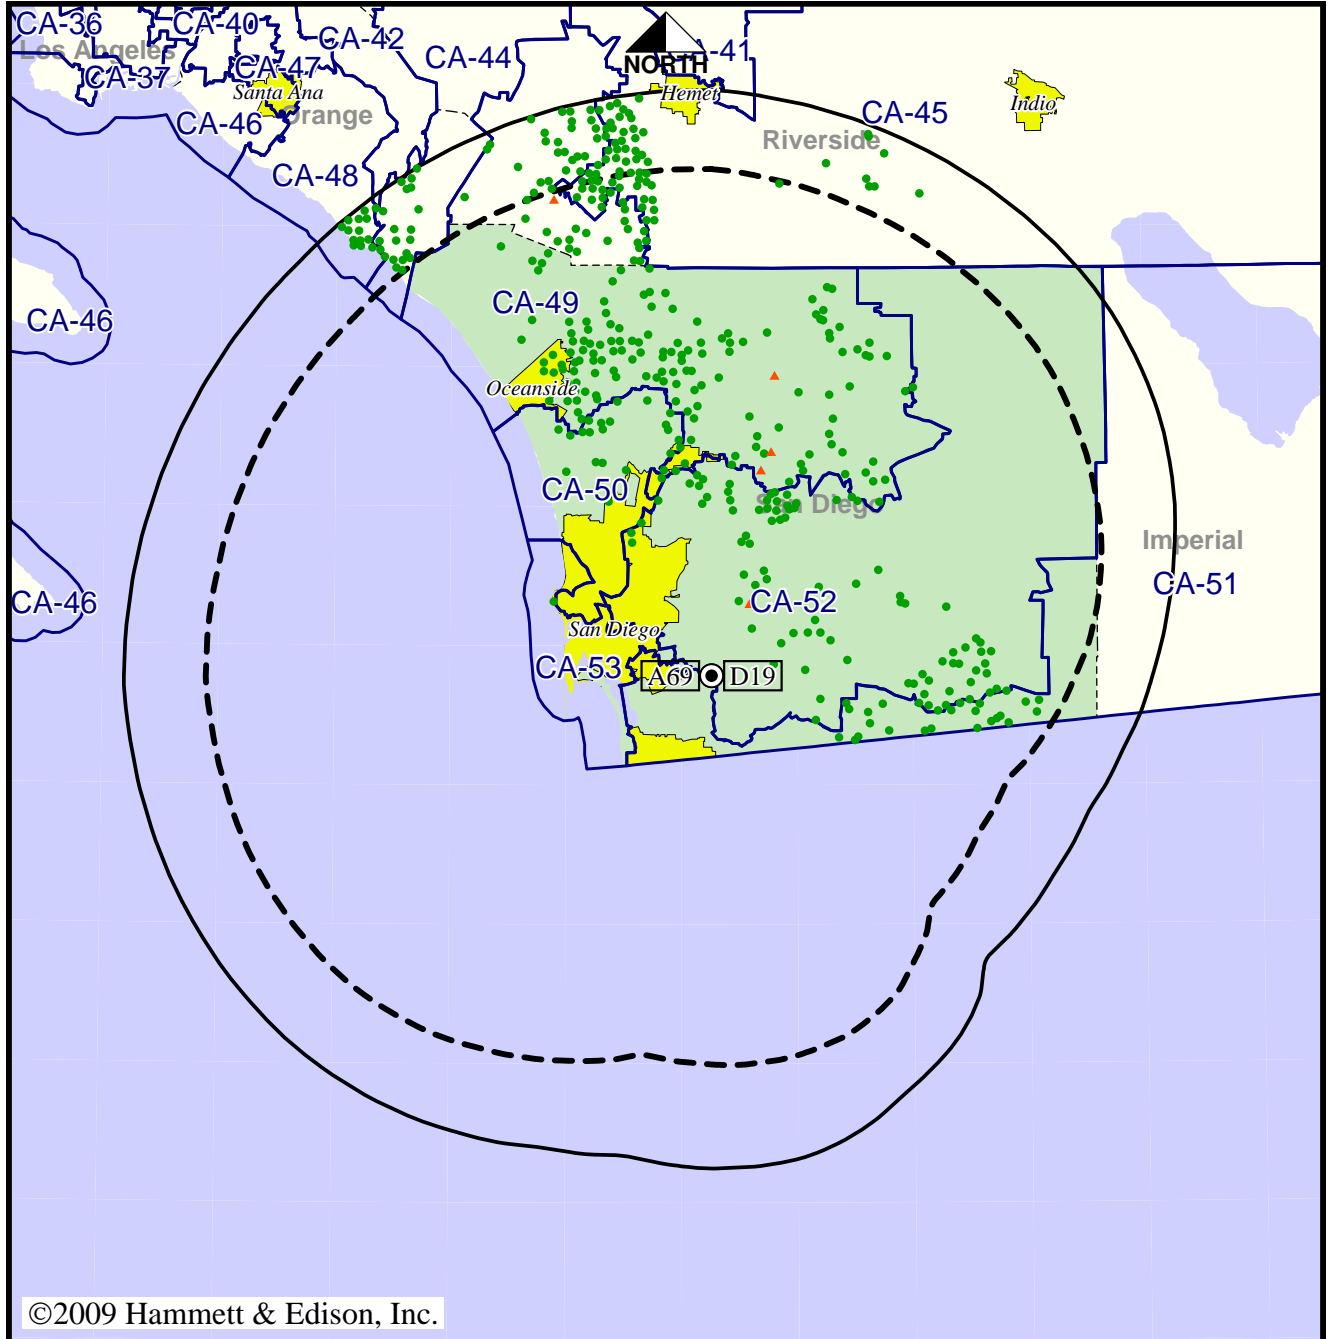 CA-36
CA-40
CA-42
Los Angeles
CA-37
CA-47
CA-44
-41
NORTH
Santa Ana
Orange
CA-46
Hemet
Indio
CA-45
Riverside
CA-48
CA-49
CA-46
Oceanside
CA-50
San Diego
Imperial
CA-51
CA-46
CA-52
San Diego
CA-53
A69
D19
©2009 Hammett & Edison, Inc.